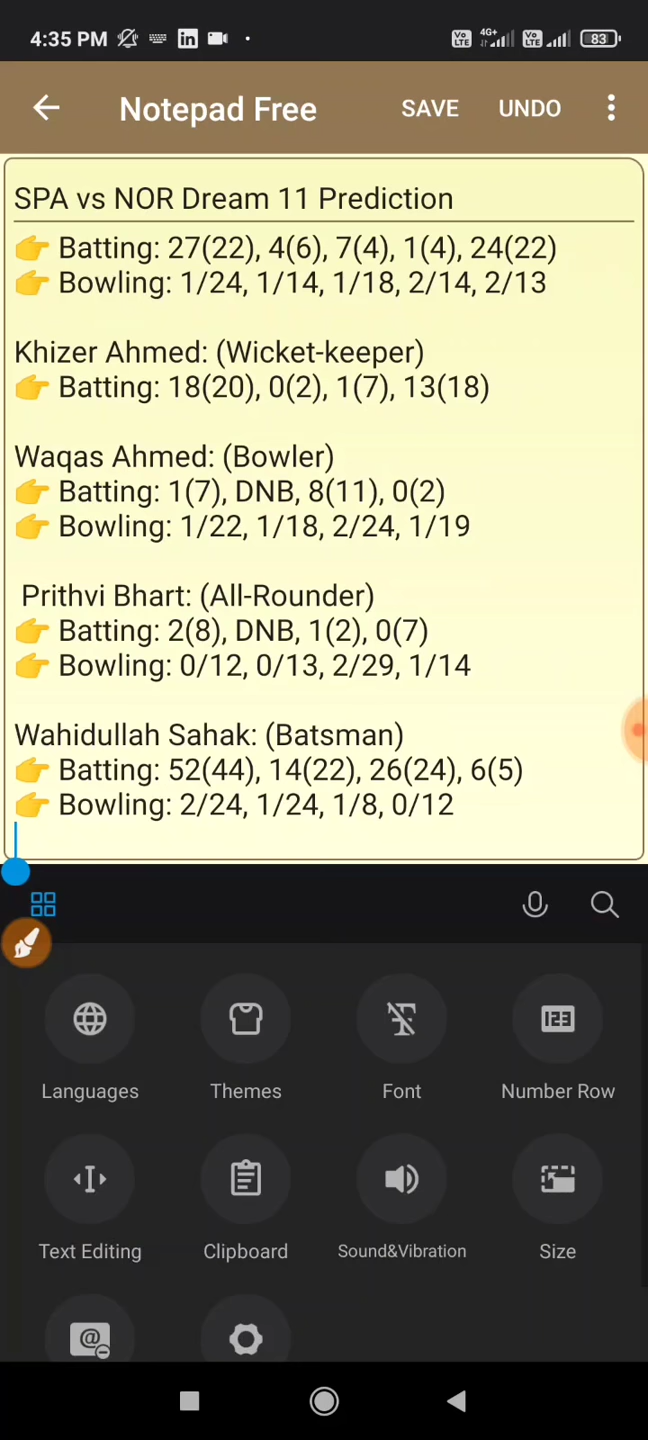 4:35 PM
Vo LTE 4G+ Vo LTE 83
Notepad Free SAVE UNDO
SPA vs NOR Dream 11 Prediction
👉 Batting: 27(22), 4(6), 7(4), 1(4), 24(22)
👉 Bowling: 1/24, 1/14, 1/18, 2/14, 2/13
Khizer Ahmed: (Wicket-keeper)
👉 Batting: 18(20), 0(2), 1(7), 13(18)
Waqas Ahmed: (Bowler)
👉 Batting: 1(7), DNB, 8(11), 0(2)
👉 Bowling: 1/22, 1/18, 2/24, 1/19
Prithvi Bhart: (All-Rounder)
👉 Batting: 2(8), DNB, 1(2), 0(7)
👉 Bowling: 0/12, 0/13, 2/29, 1/14
Wahidullah Sahak: (Batsman)
👉 Batting: 52(44), 14(22), 26(24), 6(5)
👉 Bowling: 2/24, 1/24, 1/8, 0/12
123
Languages Themes Font Number Row
Text Editing Clipboard Sound&Vibration Size
@